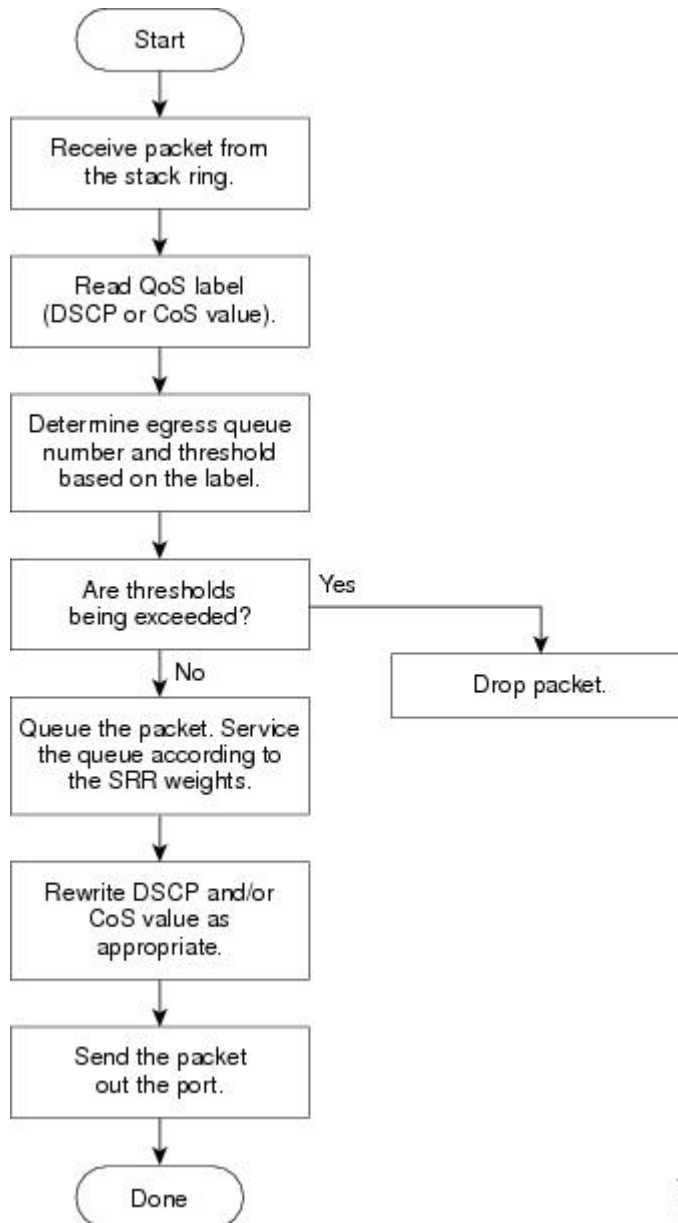 Start
Receive packet from
the stack ring.
Read QoS label
(DSCP or CoS value).
Determine egress queue
number and threshold
based on the label.
Are thresholds
being exceeded?
Yes
Drop packet.
No
Queue the packet. Service
the queue according to
the SRR weights.
Rewrite DSCP and/or
CoS value as
appropriate.
Send the packet
out the port.
Done